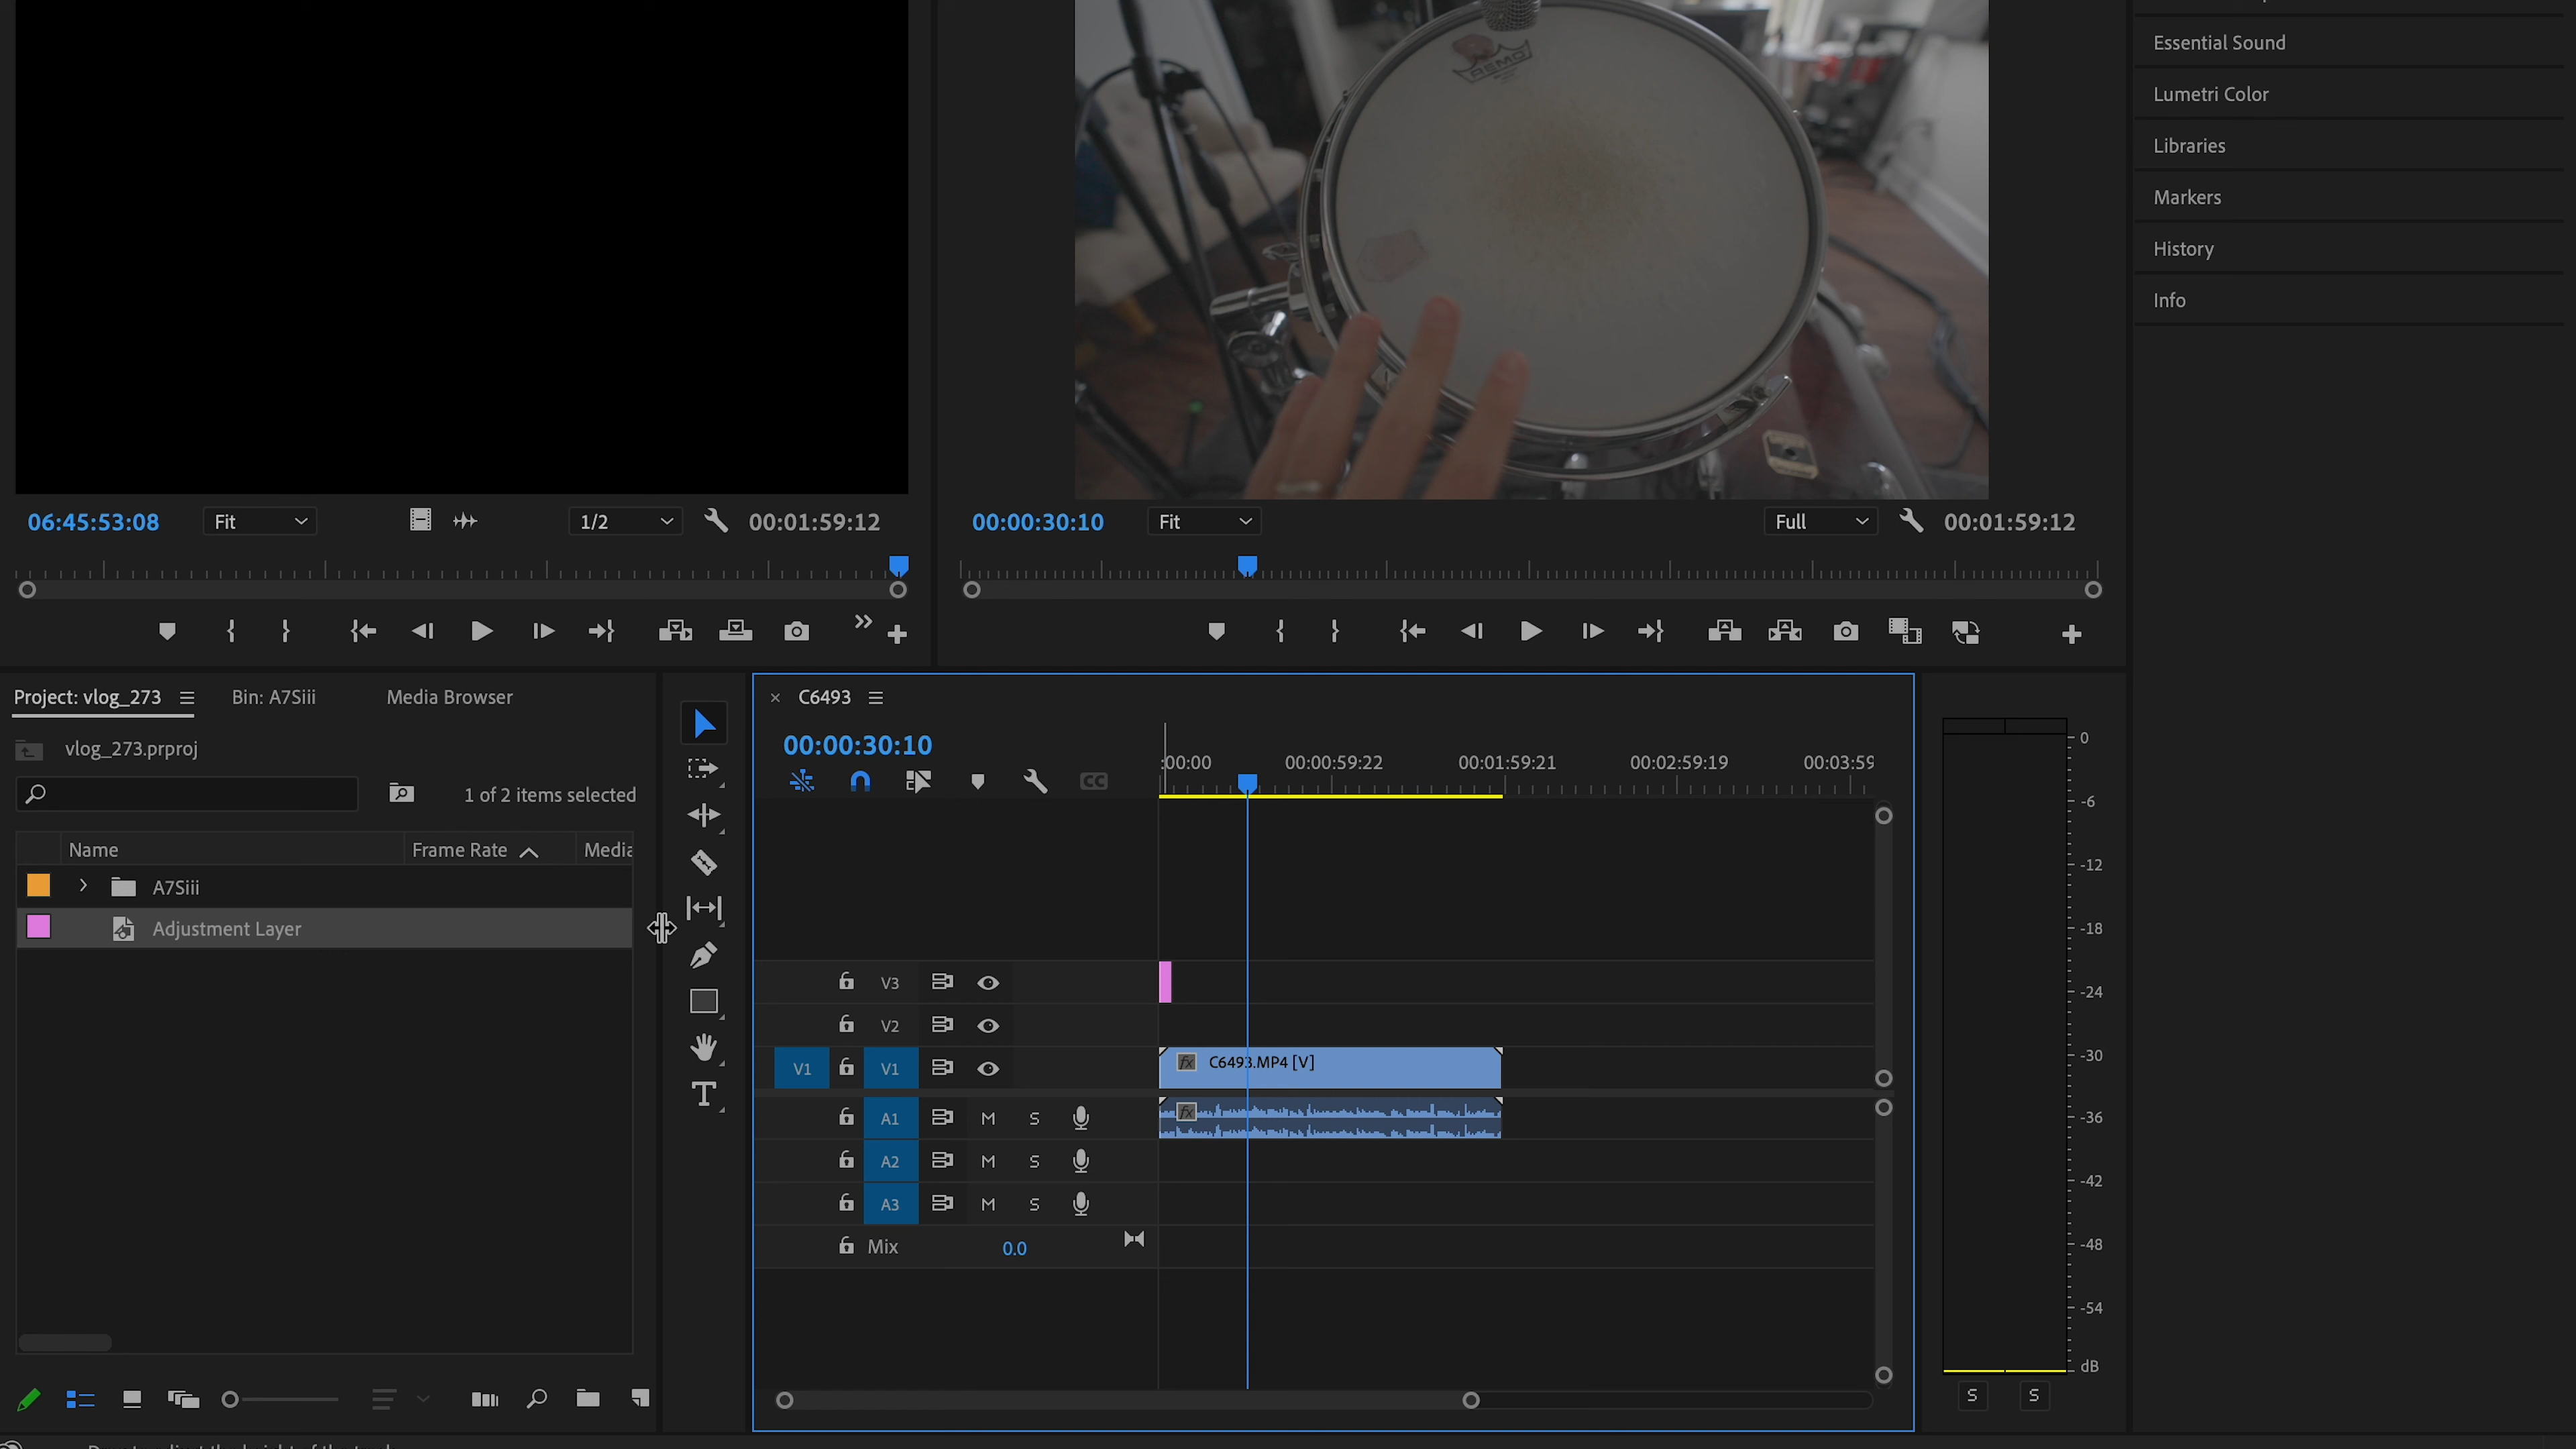 Essential Sound
Lumetri Color
Libraries
Markers
History
Info
REMO
06:45:53:08 Fit 1/2 00:01:59:12
00:00:30:10 Fit Full 00:01:59:12
Project: vlog_273 Bin: A7Siii Media Browser
vlog_273.prproj
1 of 2 items selected
Name Frame Rate Media
A7Siii
Adjustment Layer
× C6493
00:00:30:10
:00:00 00:00:59:22 00:01:59:21 00:02:59:19 00:03:59
CC
V3
V2
V1 V1 fx C6493.MP4 [V]
A1 M S fx
A2 M S
A3 M S
Mix 0.0
T
0
-6
-12
-18
-24
-30
-36
-42
-48
-54
dB
S S